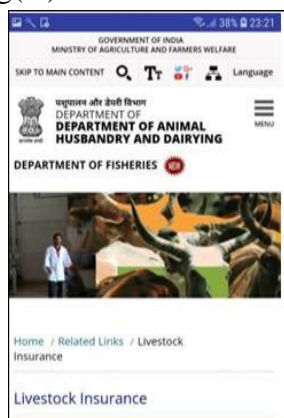 38% 23:21
GOVERNMENT OF INDIA
MINISTRY OF AGRICULTURE AND FARMERS WELFARE
SKIP TO MAIN CONTENT TT Language
पशुपालन और डेयरी विभाग
DEPARTMENT OF
DEPARTMENT OF ANIMAL
HUSBANDRY AND DAIRYING
MENU
DEPARTMENT OF FISHERIES NEW
Home / Related Links / Livestock
Insurance
Livestock Insurance